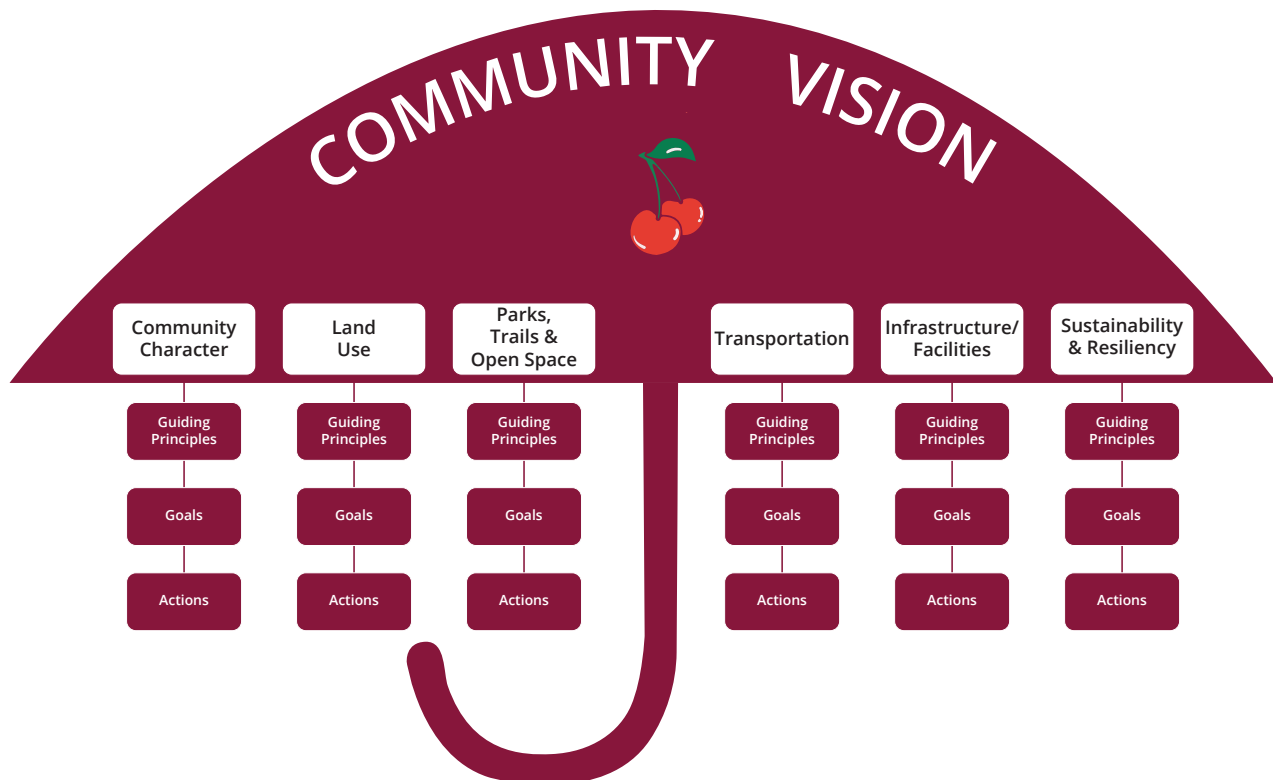 COMMUNITY VISION
Community
Character
Land
Use
Parks,
Trails &
Open Space
Transportation
Infrastructure/
Facilities
Sustainability
& Resiliency
Guiding
Principles
Guiding
Principles
Guiding
Principles
Guiding
Principles
Guiding
Principles
Guiding
Principles
Goals
Goals
Goals
Goals
Goals
Goals
Actions
Actions
Actions
Actions
Actions
Actions